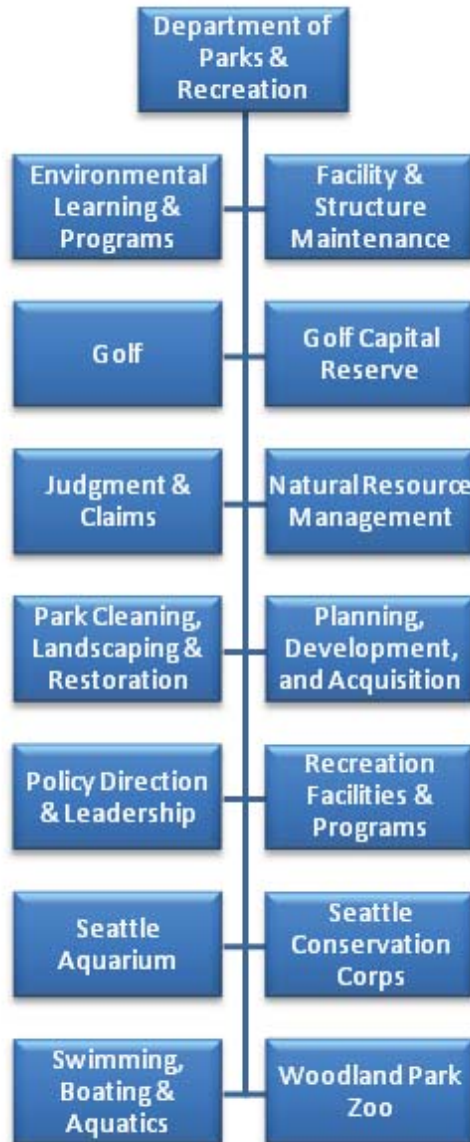 Department of
Parks &
Recreation
Environmental
Learning &
Programs
Facility &
Structure
Maintenance
Golf
Golf Capital
Reserve
Judgment &
Claims
Natural Resource
Management
Park Cleaning,
Landscaping &
Restoration
Planning,
Development,
and Acquisition
Policy Direction
& Leadership
Recreation
Facilities &
Programs
Seattle
Aquarium
Seattle
Conservation
Corps
Swimming,
Boating &
Aquatics
Woodland Park
Zoo